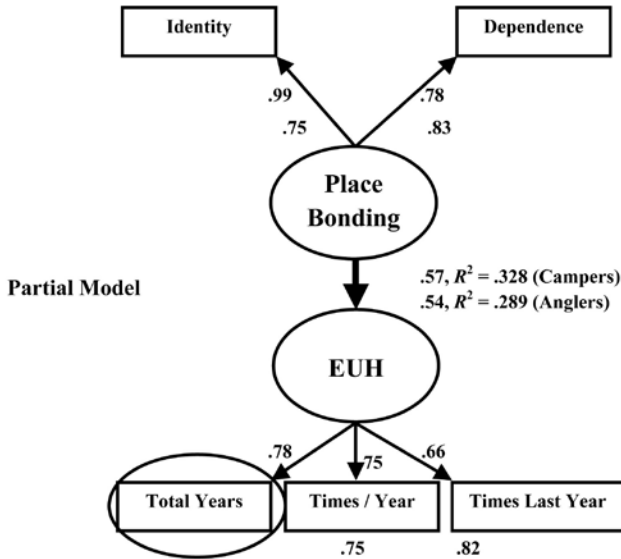 Identity
Dependence
.99
.78
.75
.83
Place
Bonding
Partial Model
.57, R² = .328 (Campers)
.54, R² = .289 (Anglers)
EUH
.78
.75
.66
Total Years
Times / Year
Times Last Year
.75
.82